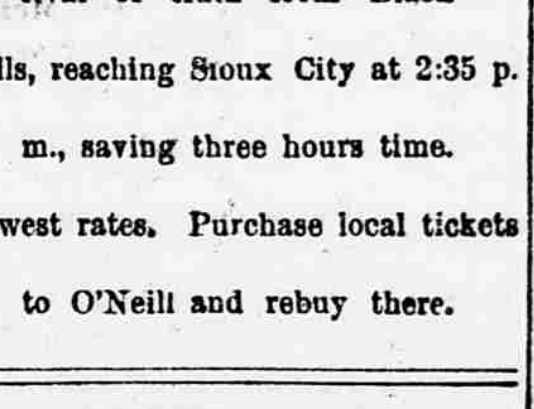 lls, reaching Sioux City at 2:35 p.
m., saving three hours time.
west rates. Purchase local tickets
to O'Neill and rebuy there.